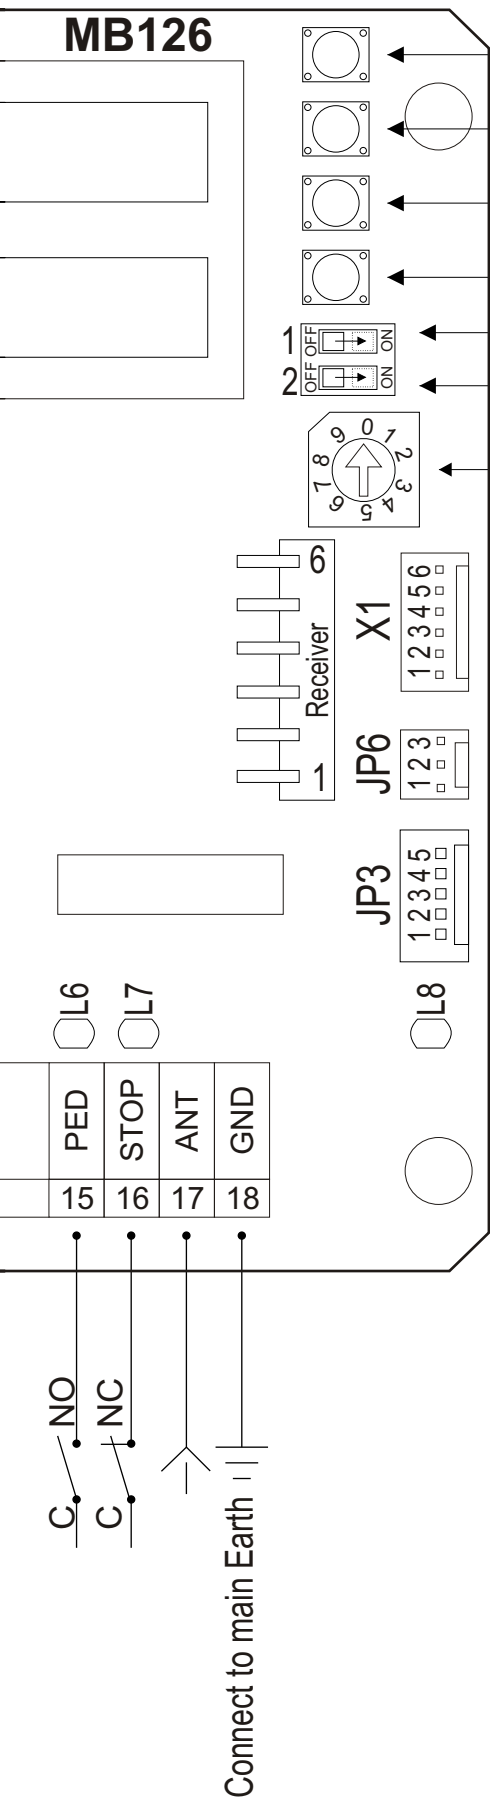 MB126
1 OFF ON
2 OFF ON
0 1 2 3 4 5 6 7 8 9
6
Receiver
1
X1
1 2 3 4 5 6
JP6
1 2 3
JP3
1 2 3 4 5
L6
L7
L8
PED STOP ANT GND
15 16 17 18
NO NC
C C
Connect to main Earth